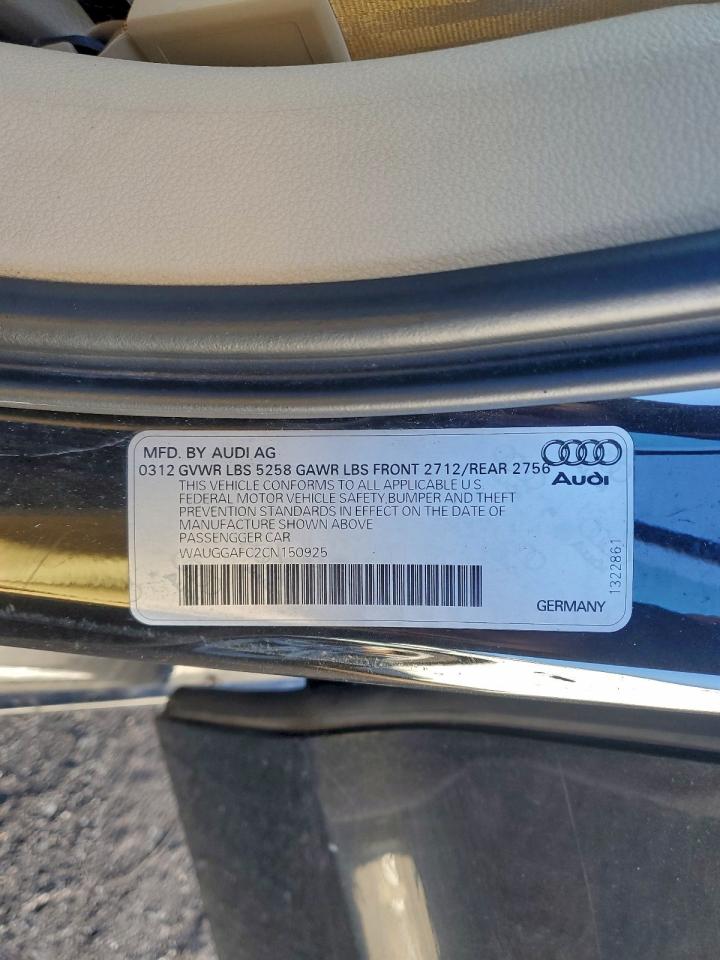 MFD. BY AUDI AG
0312 GVWR LBS 5258 GAWR LBS FRONT 2712/REAR 2756
Audi
THIS VEHICLE CONFORMS TO ALL APPLICABLE U.S.
FEDERAL MOTOR VEHICLE SAFETY,BUMPER AND THEFT
PREVENTION STANDARDS IN EFFECT ON THE DATE OF
MANUFACTURE SHOWN ABOVE
PASSENGGER CAR
WAUGGAFC2CN150925
1322861
GERMANY